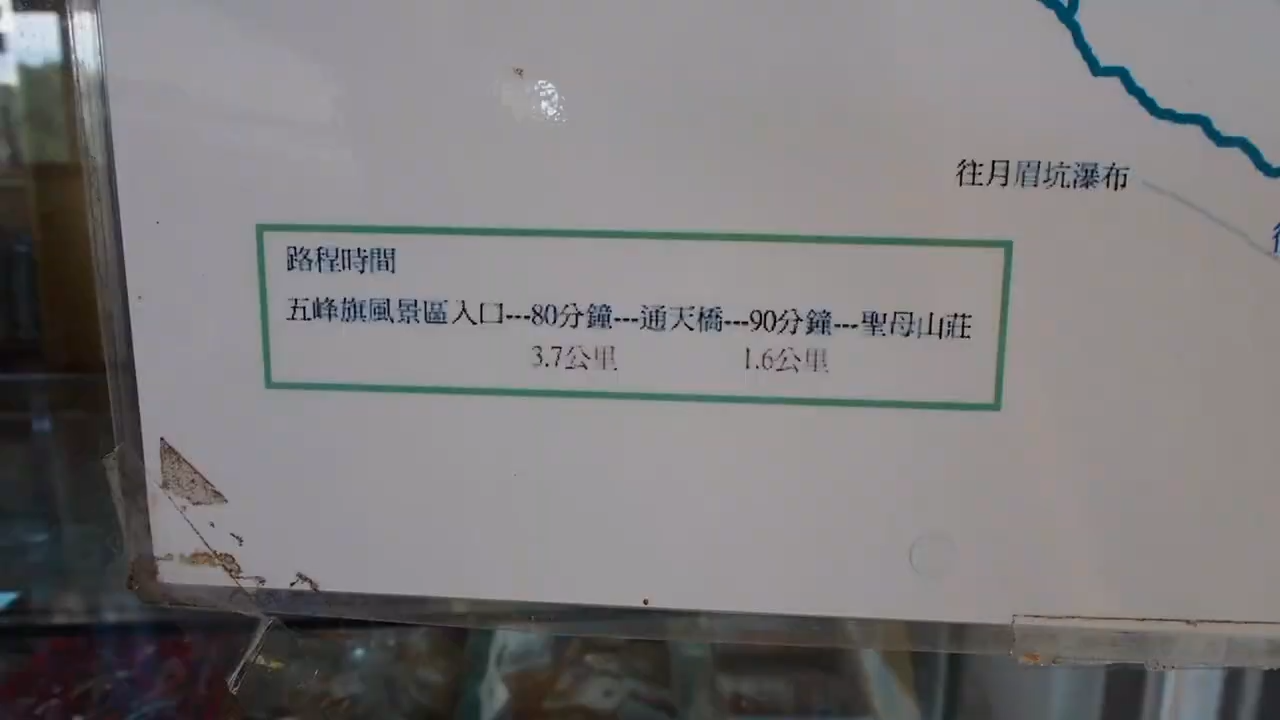 往月眉坑瀑布
路程時間
五峰旗風景區入口---80分鐘---通天橋---90分鐘---聖母山莊
3.7公里 1.6公里